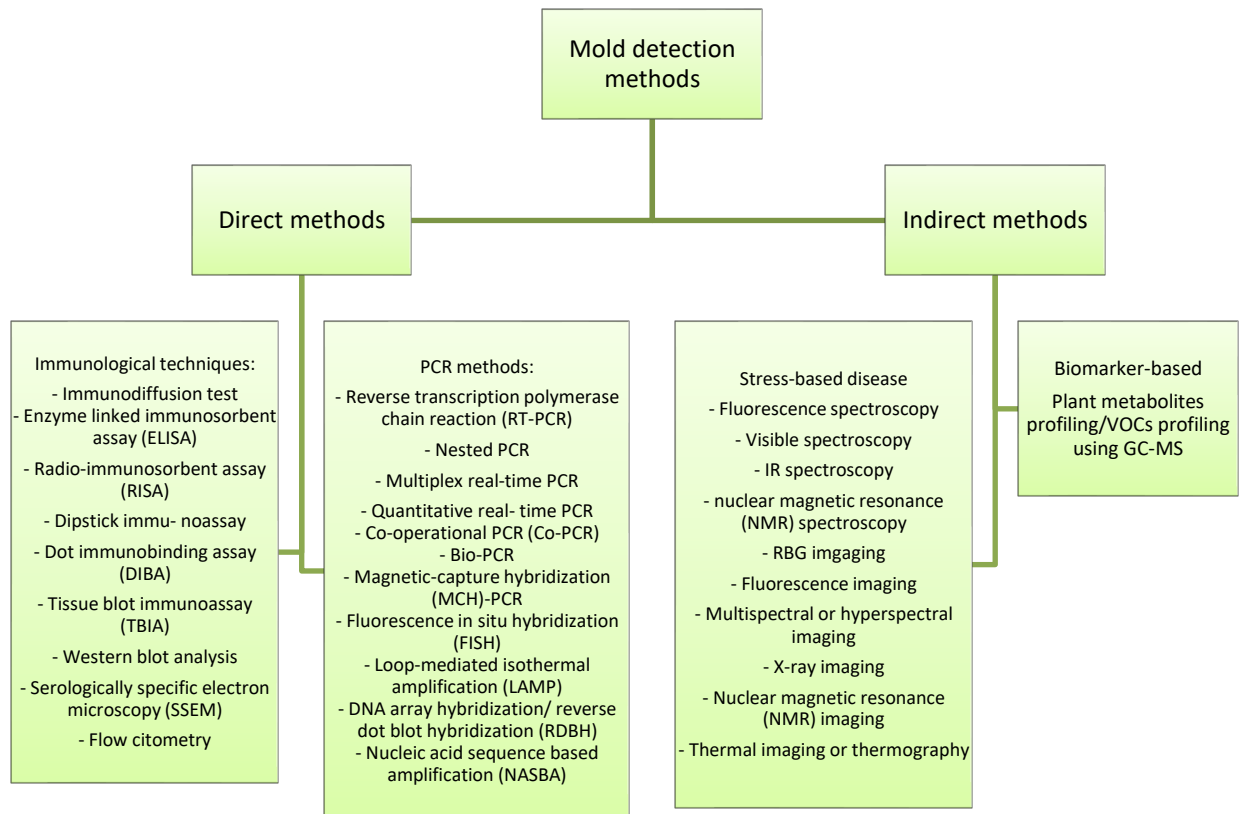 Mold detection
methods
Direct methods
Indirect methods
Immunological techniques:
- Immunodiffusion test
- Enzyme linked immunosorbent
assay (ELISA)
- Radio-immunosorbent assay
(RISA)
- Dipstick immu- noassay
- Dot immunobinding assay
(DIBA)
- Tissue blot immunoassay
(TBIA)
- Western blot analysis
- Serologically specific electron
microscopy (SSEM)
- Flow citometry
PCR methods:
- Reverse transcription polymerase
chain reaction (RT-PCR)
- Nested PCR
- Multiplex real-time PCR
- Quantitative real- time PCR
- Co-operational PCR (Co-PCR)
- Bio-PCR
- Magnetic-capture hybridization
(MCH)-PCR
- Fluorescence in situ hybridization
(FISH)
- Loop-mediated isothermal
amplification (LAMP)
- DNA array hybridization/ reverse
dot blot hybridization (RDBH)
- Nucleic acid sequence based
amplification (NASBA)
Stress-based disease
- Fluorescence spectroscopy
- Visible spectroscopy
- IR spectroscopy
- nuclear magnetic resonance
(NMR) spectroscopy
- RBG imgaging
- Fluorescence imaging
- Multispectral or hyperspectral
imaging
- X-ray imaging
- Nuclear magnetic resonance
(NMR) imaging
- Thermal imaging or thermography
Biomarker-based
Plant metabolites
profiling/VOCs profiling
using GC-MS